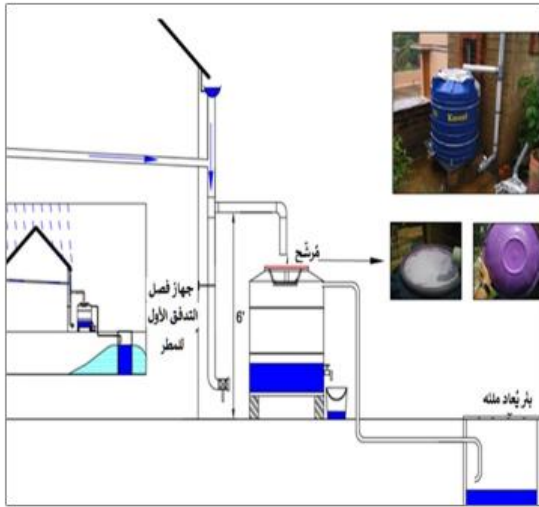 مُرشّح
جهاز فصل
التدفق الأول
للمطر
6'
بئر يُعاد ملئه